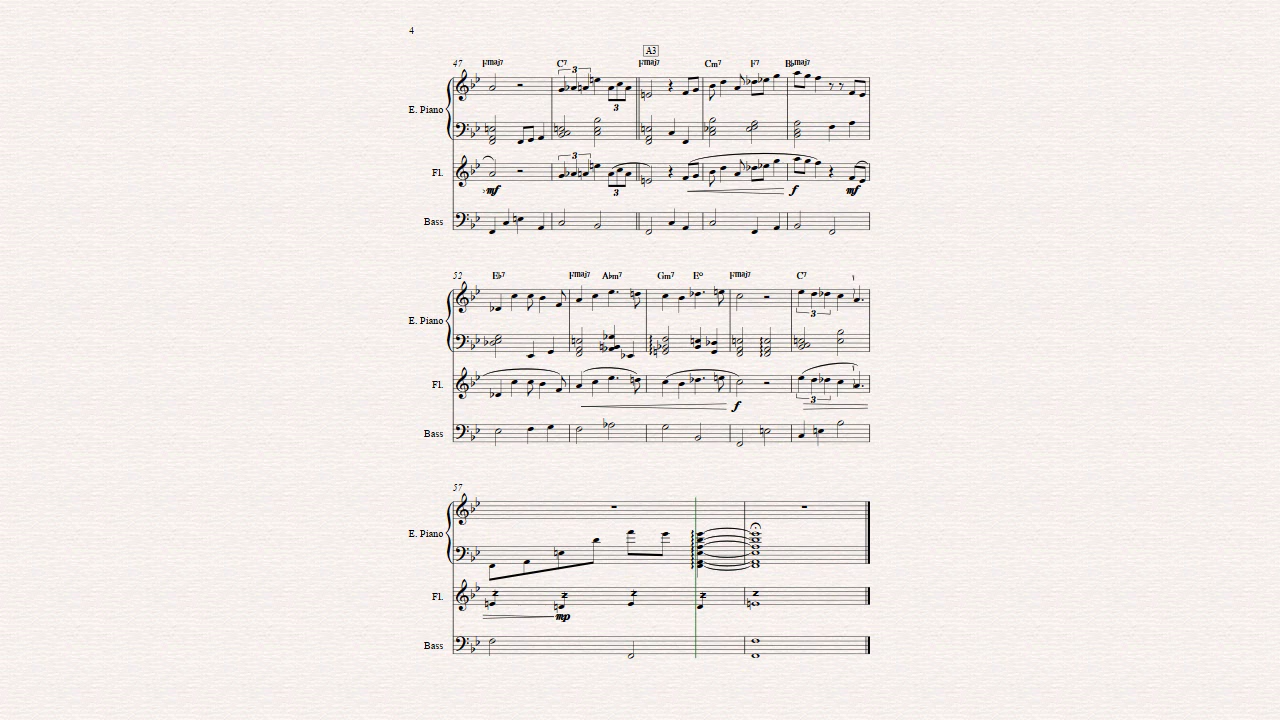 4
A3
47 Fmaj7 C7 Fmaj7 Cm7 F7 B♭maj7
3
E. Piano
3
3
Fl.
mf 3 f mf
Bass
52 E♭7 Fmaj7 A♭m7 Gm7 E° Fmaj7 C7
E. Piano
3
Fl.
3
f
Bass
57
E. Piano
Fl.
mp
Bass